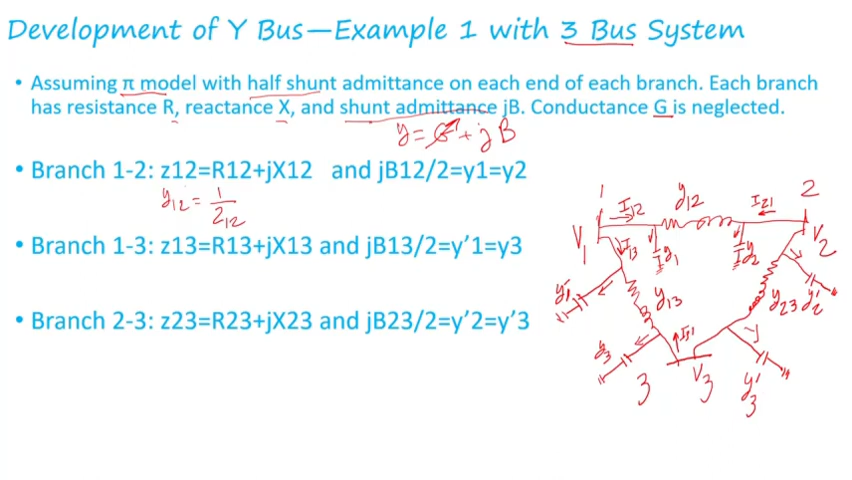 Development of Y Bus—Example 1 with 3 Bus System
• Assuming π model with half shunt admittance on each end of each branch. Each branch
has resistance R, reactance X, and shunt admittance jB. Conductance G is neglected.
y = G + jB
• Branch 1-2: z12=R12+jX12 and jB12/2=y1=y2
y12 = 1/z12
• Branch 1-3: z13=R13+jX13 and jB13/2=y'1=y3
• Branch 2-3: z23=R23+jX23 and jB23/2=y'2=y'3
1 y12 2
I12 I21
V1 V2
I13 y1 y2
y'1 y13 y23 y'2
y3 I31
3 V3 y'3